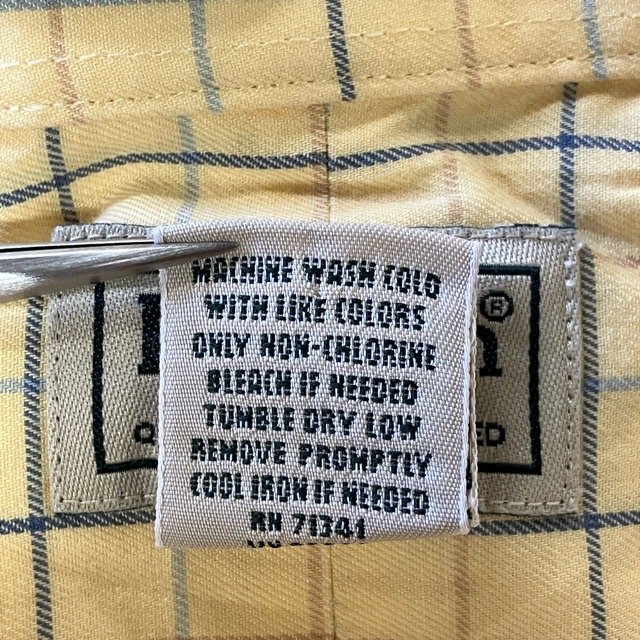 MACHINE WASH COLD
WITH LIKE COLORS
ONLY NON-CHLORINE
BLEACH IF NEEDED
TUMBLE DRY LOW
REMOVE PROMPTLY
COOL IRON IF NEEDED
RN 71341
®